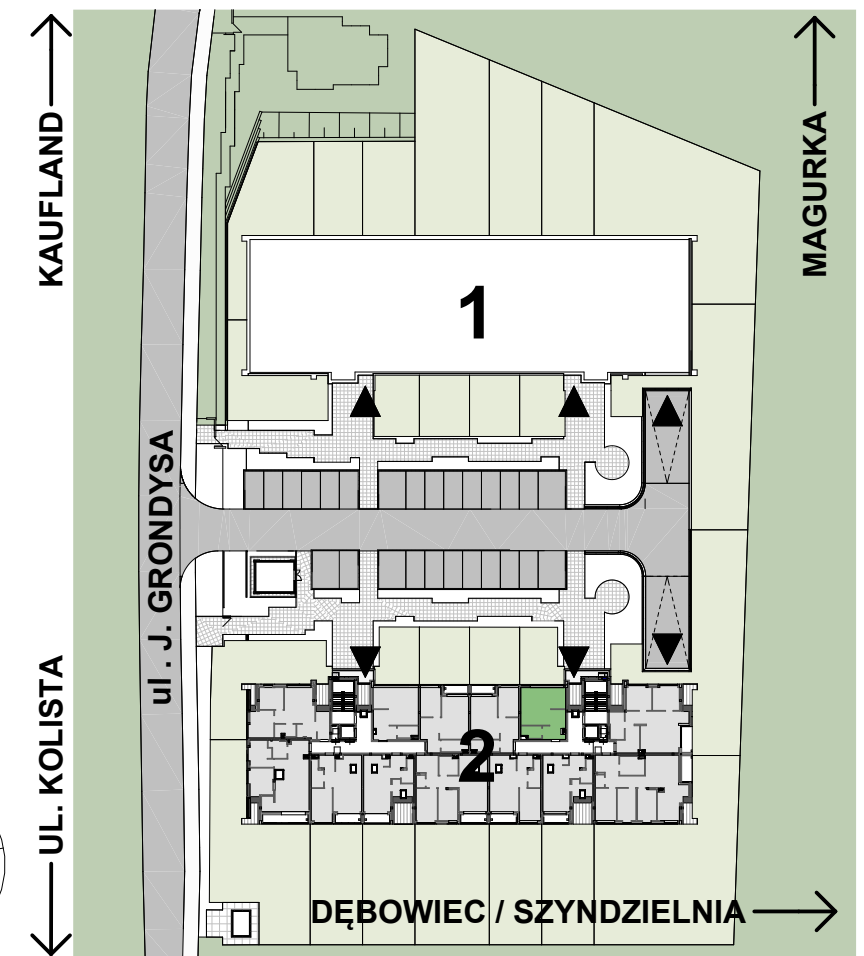 KAUFLAND
MAGURKA
1
ul . J. GRONDYSA
UL. KOLISTA
2
DĘBOWIEC / SZYNDZIELNIA